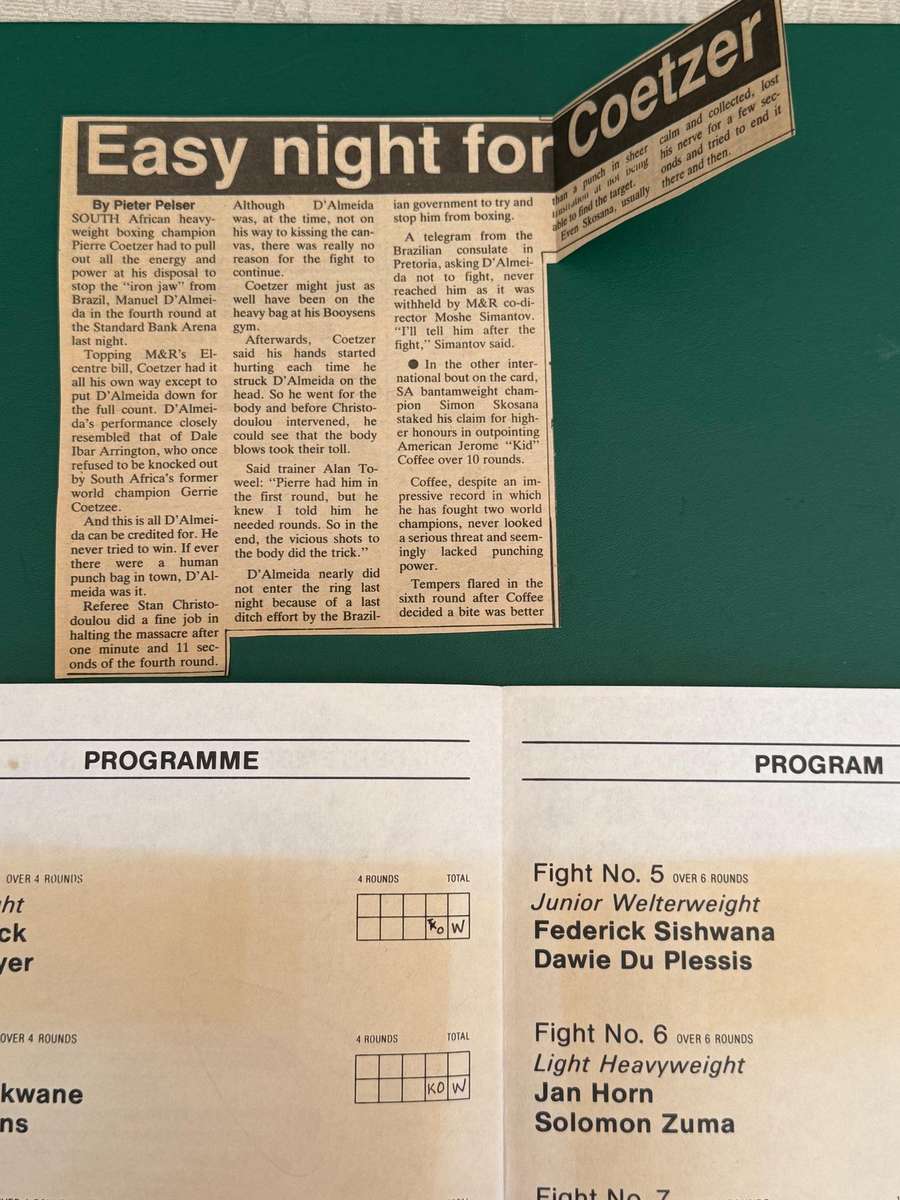 Easy night for Coetzer
By Pieter Pelser
SOUTH African heavy-
weight boxing champion
Pierre Coetzer had to pull
out all the energy and
power at his disposal to
stop the “iron jaw” from
Brazil, Manuel D’Almei-
da in the fourth round at
the Standard Bank Arena
last night.
Topping M&R’s El-
centre bill, Coetzer had it
all his own way except to
put D’Almeida down for
the full count. D’Almei-
da’s performance closely
resembled that of Dale
Ibar Arrington, who once
refused to be knocked out
by South Africa’s former
world champion Gerrie
Coetzee.
And this is all D’Almei-
da can be credited for. He
never tried to win. If ever
there were a human
punch bag in town, D’Al-
meida was it.
Referee Stan Christo-
doulou did a fine job in
halting the massacre after
one minute and 11 sec-
onds of the fourth round.
Although D’Almeida
was, at the time, not on
his way to kissing the can-
vas, there was really no
reason for the fight to
continue.
Coetzer might just as
well have been on the
heavy bag at his Booysens
gym.
Afterwards, Coetzer
said his hands started
hurting each time he
struck D’Almeida on the
head. So he went for the
body and before Christo-
doulou intervened, he
could see that the body
blows took their toll.
Said trainer Alan To-
weel: “Pierre had him in
the first round, but he
knew I told him he
needed rounds. So in the
end, the vicious shots to
the body did the trick.”
D’Almeida nearly did
not enter the ring last
night because of a last
ditch effort by the Brazil-
ian government to try and
stop him from boxing.
A telegram from the
Brazilian consulate in
Pretoria, asking D’Almei-
da not to fight, never
reached him as it was
withheld by M&R co-di-
rector Moshe Simantov.
“I’ll tell him after the
fight,” Simantov said.
● In the other inter-
national bout on the card,
SA bantamweight cham-
pion Simon Skosana
staked his claim for high-
er honours in outpointing
American Jerome “Kid”
Coffee over 10 rounds.
Coffee, despite an im-
pressive record in which
he has fought two world
champions, never looked
a serious threat and seem-
ingly lacked punching
power.
Tempers flared in the
sixth round after Coffee
decided a bite was better
than a punch in sheer
at not being
able to find the target.
Even Skosana, usually
calm and collected, lost
his nerve for a few sec-
onds and tried to end it
there and then.
PROGRAMME
OVER 4 ROUNDS
4 ROUNDS TOTAL
ht
ck
yer
TKO W
OVER 4 ROUNDS
4 ROUNDS TOTAL
kwane
ns
KO W
PROGRAM
Fight No. 5 OVER 6 ROUNDS
Junior Welterweight
Federick Sishwana
Dawie Du Plessis
Fight No. 6 OVER 6 ROUNDS
Light Heavyweight
Jan Horn
Solomon Zuma
Fight No. 7